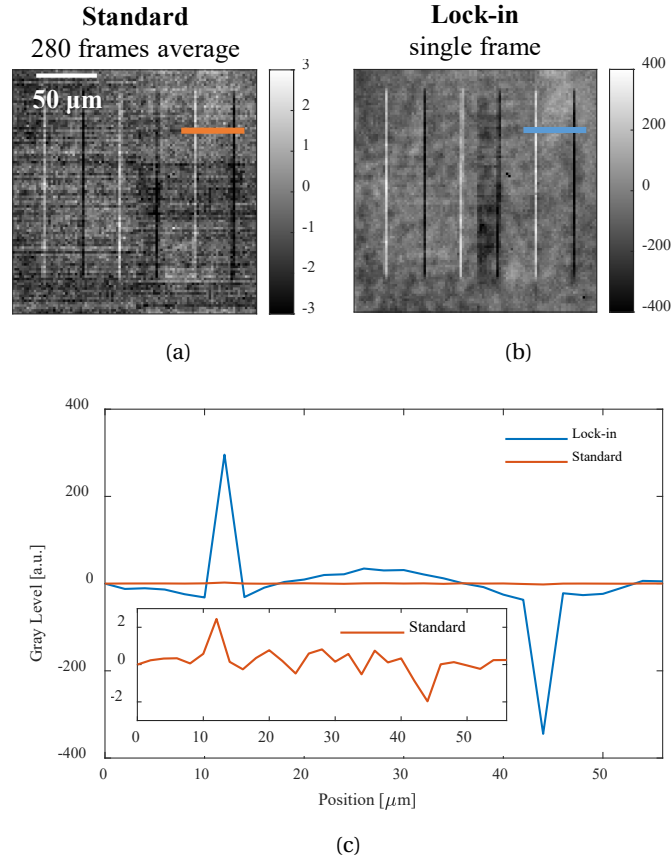 Standard
280 frames average
Lock-in
single frame
50 μm
3
2
1
0
-1
-2
-3
400
200
0
-200
-400
(a)
(b)
400
200
0
-200
-400
Gray Level [a.u.]
Lock-in
Standard
2
0
-2
Standard
0
10
20
30
40
50
0
10
20
30
40
50
Position [μm]
(c)